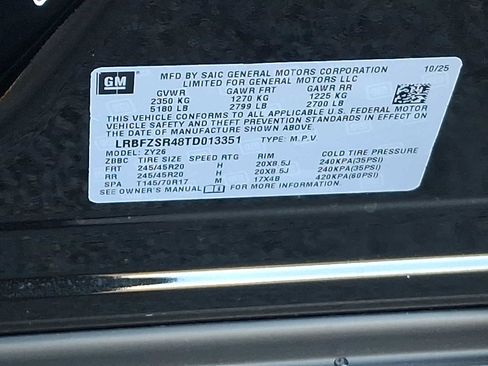 GM
MFD BY SAIC GENERAL MOTORS CORPORATION 10/25
LIMITED FOR GENERAL MOTORS LLC
GVWR GAWR FRT GAWR RR
2350 KG 1270 KG 1225 KG
5180 LB 2799 LB 2700 LB
THIS VEHICLE CONFORMS TO ALL APPLICABLE U.S. FEDERAL MOTOR
VEHICLE SAFETY, BUMPER, AND THEFT PREVENTION STANDARDS IN EFFECT ON
THE DATE OF MANUFACTURE SHOWN ABOVE.
LRBFZSR48TD013351 TYPE: M.P.V
MODEL: ZY26
ZBBC TIRE SIZE SPEED RTG RIM COLD TIRE PRESSURE
FRT 245/45R20 H 20X8.5J 240KPA(35PSI)
RR 245/45R20 H 20X8.5J 240KPA(35PSI)
SPA T145/70R17 M 17X4B 420KPA(60PSI)
SEE OWNER'S MANUAL FOR MORE INFORMATION